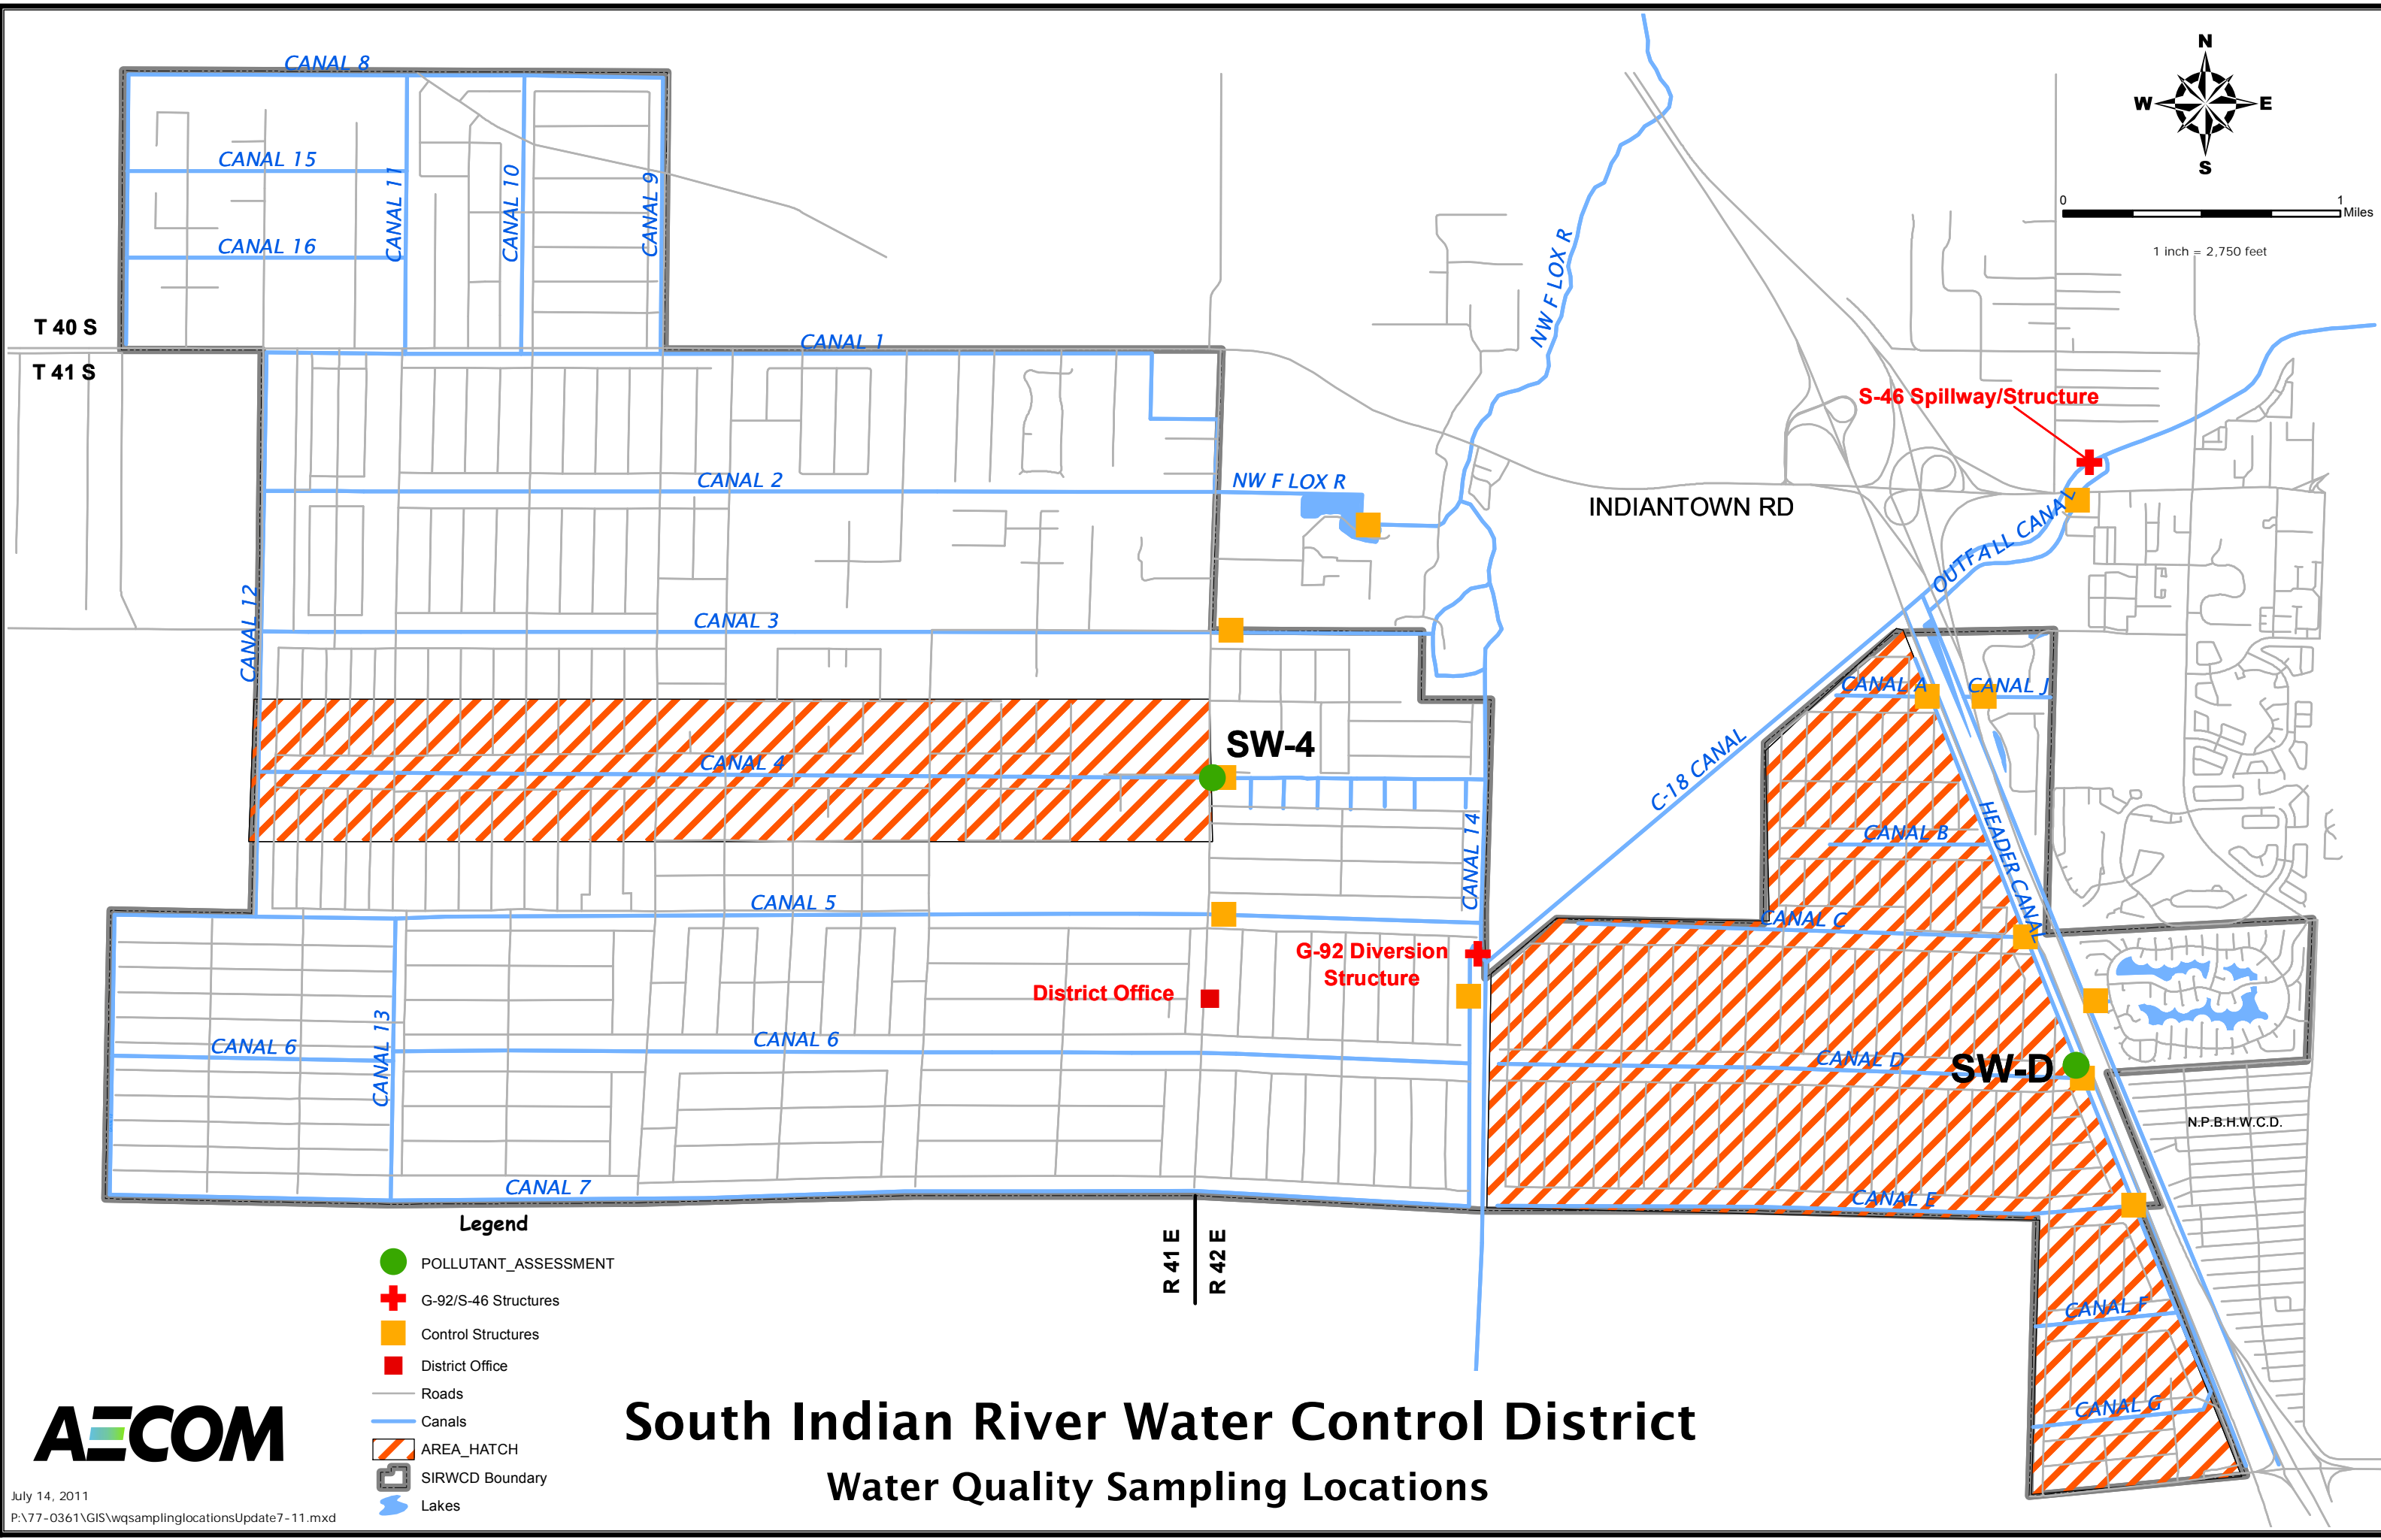 CANAL 8
N
W E
S
CANAL 15
CANAL 11
CANAL 10
CANAL 9
0 1
Miles
1 inch = 2,750 feet
CANAL 16
NW F LOX R
T 40 S
CANAL 1
T 41 S
S-46 Spillway/Structure
CANAL 2
NW F LOX R
INDIANTOWN RD
OUTFALL CANAL
CANAL 12
CANAL 3
CANAL A
CANAL J
SW-4
C-18 CANAL
CANAL 4
HEADER CANAL
CANAL B
CANAL 14
CANAL 5
CANAL C
G-92 Diversion
Structure
District Office
CANAL 13
CANAL 6
CANAL 6
CANAL D
SW-D
N.P.B.H.W.C.D.
CANAL 7
CANAL E
R 41 E
R 42 E
CANAL F
CANAL G
Legend
POLLUTANT_ASSESSMENT
G-92/S-46 Structures
Control Structures
District Office
Roads
Canals
AREA_HATCH
SIRWCD Boundary
Lakes
South Indian River Water Control District
Water Quality Sampling Locations
AECOM
July 14, 2011
P:\77-0361\GIS\wqsamplinglocationsUpdate7-11.mxd